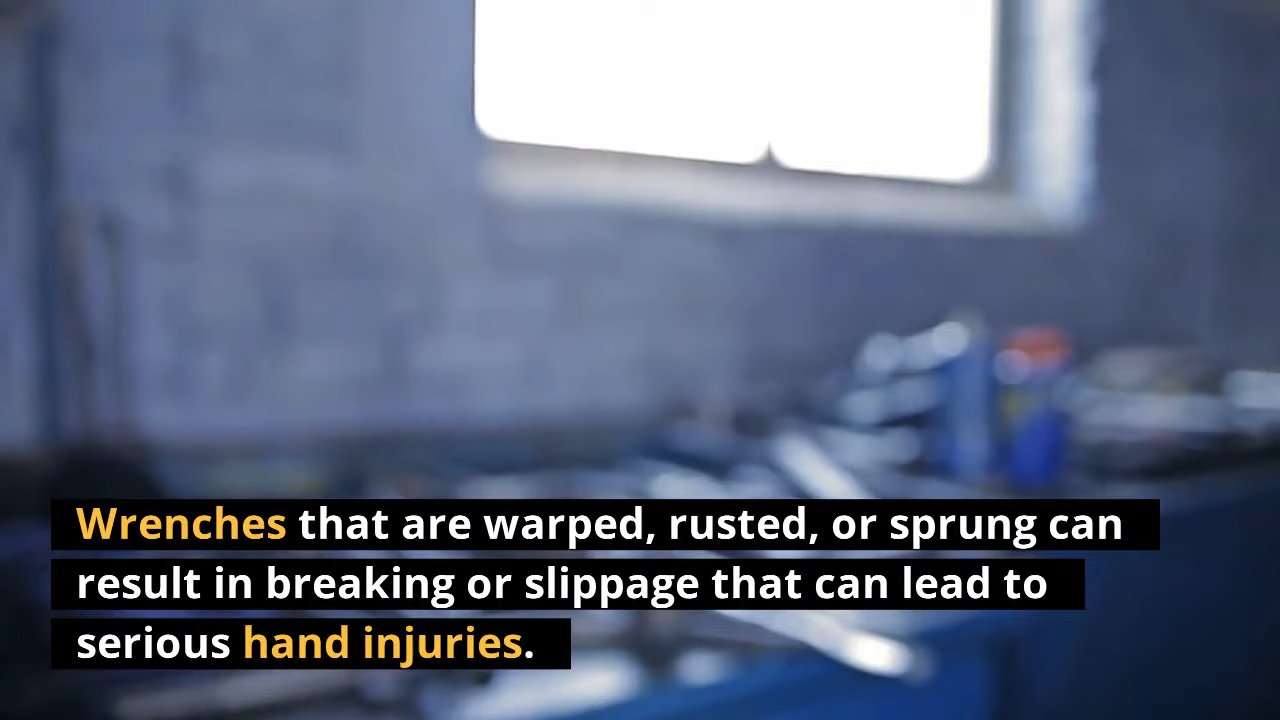 Wrenches that are warped, rusted, or sprung can
result in breaking or slippage that can lead to
serious hand injuries.